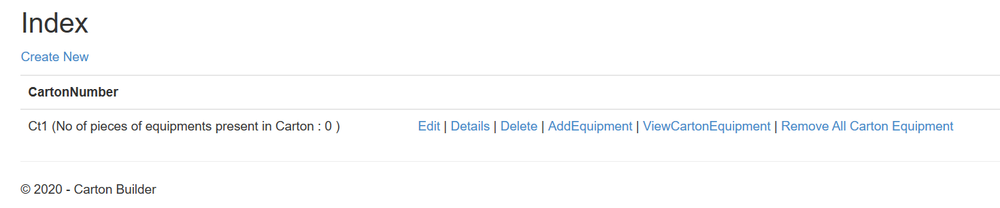 Index
Create New
CartonNumber
Ct1 (No of pieces of equipments present in Carton : 0 ) Edit | Details | Delete | AddEquipment | ViewCartonEquipment | Remove All Carton Equipment
© 2020 - Carton Builder